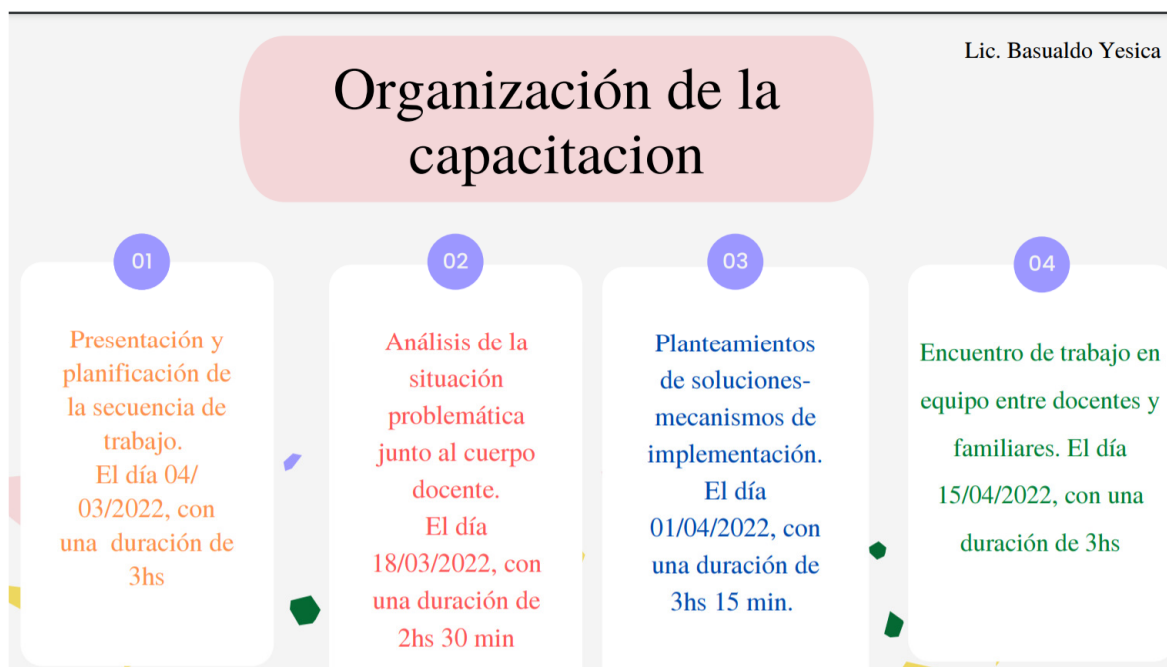 Lic. Basualdo Yesica
Organización de la
capacitacion
01
Presentación y
planificación de
la secuencia de
trabajo.
El día 04/
03/2022, con
una duración de
3hs
02
Análisis de la
situación
problemática
junto al cuerpo
docente.
El día
18/03/2022, con
una duración de
2hs 30 min
03
Planteamientos
de soluciones-
mecanismos de
implementación.
El día
01/04/2022, con
una duración de
3hs 15 min.
04
Encuentro de trabajo en
equipo entre docentes y
familiares. El día
15/04/2022, con una
duración de 3hs